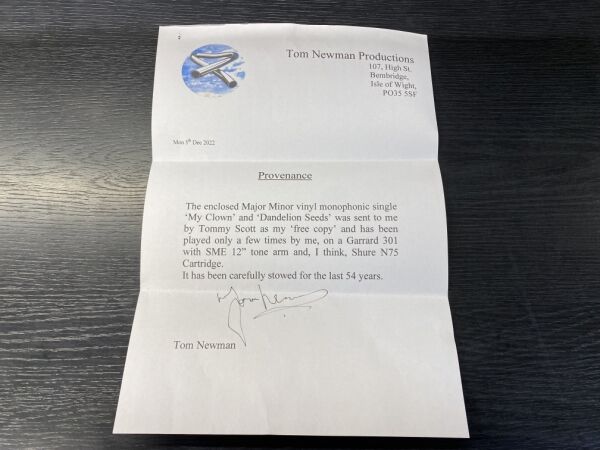 Tom Newman Productions
107, High St.
Bembridge,
Isle of Wight,
PO35 5SF
Mon 5th Dec 2022
Provenance
The enclosed Major Minor vinyl monophonic single
‘My Clown’ and ‘Dandelion Seeds’ was sent to me
by Tommy Scott as my ‘free copy’ and has been
played only a few times by me, on a Garrard 301
with SME 12” tone arm and, I think, Shure N75
Cartridge.
It has been carefully stowed for the last 54 years.
Tom Newman
Tom Newman